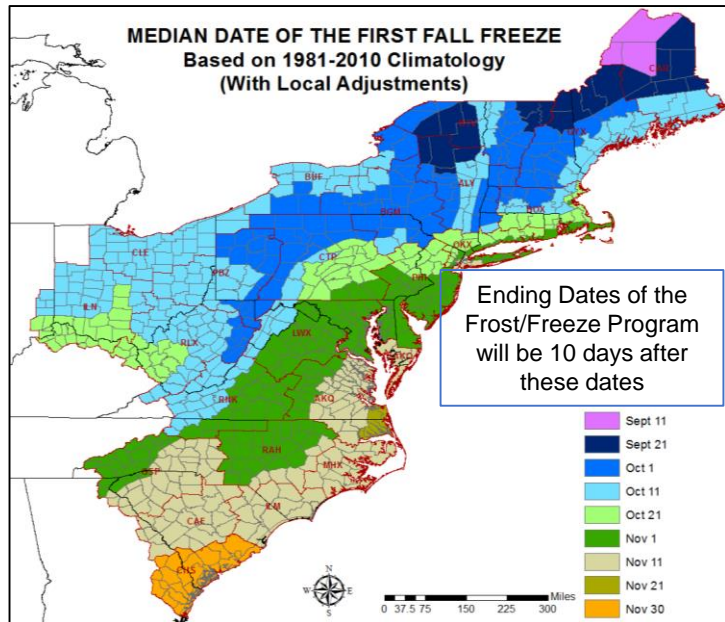 MEDIAN DATE OF THE FIRST FALL FREEZE
Based on 1981-2010 Climatology
(With Local Adjustments)
CAR
GYX
BUF
ALY
BGM
BOX
CLE
CTP
OKX
PBZ
PHI
ILN
Ending Dates of the
Frost/Freeze Program
will be 10 days after
these dates
LWX
RLX
RNK
AKQ
RAH
MHX
GSP
ILM
CAE
CHS
Sept 11
Sept 21
Oct 1
Oct 11
Oct 21
Nov 1
Nov 11
Nov 21
Nov 30
N
W E
S
Miles
0 37.5 75 150 225 300